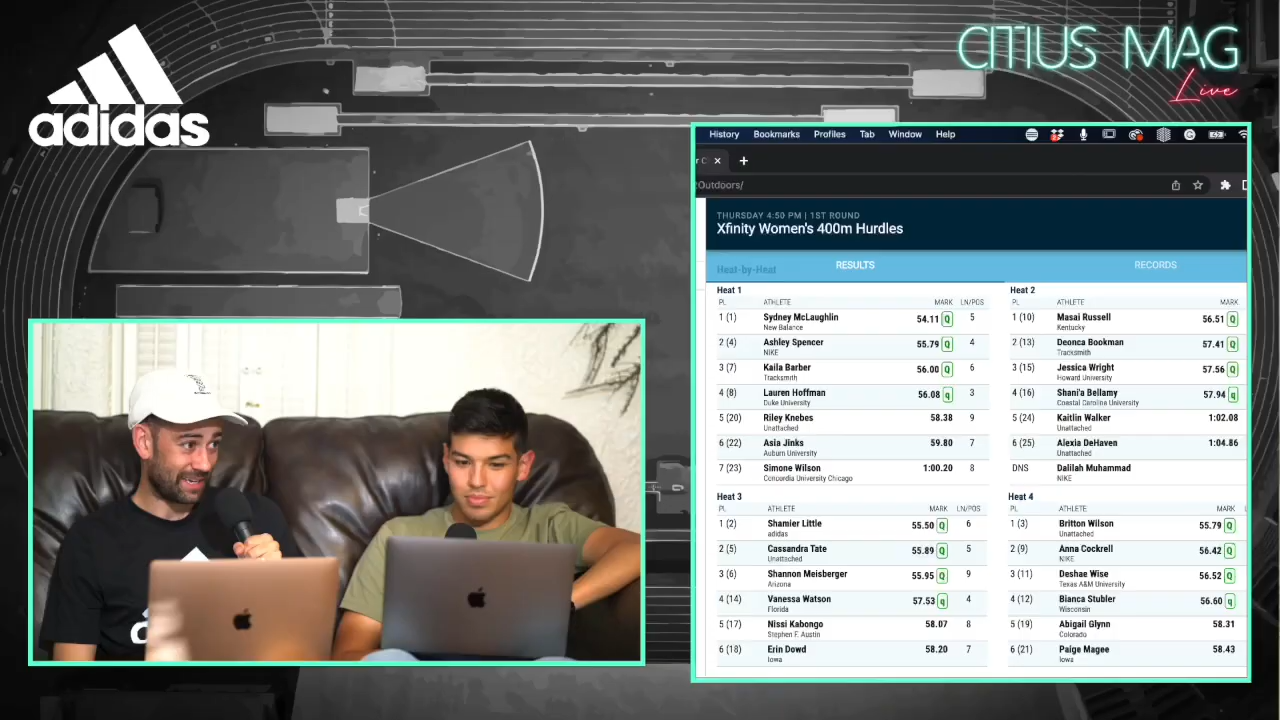 adidas
CITIUS MAG
Live
History Bookmarks Profiles Tab Window Help
Outdoors/
THURSDAY 4:50 PM | 1ST ROUND
Xfinity Women's 400m Hurdles
RESULTS RECORDS
Heat-by-Heat
Heat 1
PL ATHLETE MARK LN/POS
1 (1) Sydney McLaughlin 54.11 Q 5
New Balance
2 (4) Ashley Spencer 55.79 Q 4
NIKE
3 (7) Kaila Barber 56.00 Q 6
Tracksmith
4 (8) Lauren Hoffman 56.08 q 3
Duke University
5 (20) Riley Knebes 58.38 9
Unattached
6 (22) Asia Jinks 59.80 7
Auburn University
7 (23) Simone Wilson 1:00.20 8
Concordia University Chicago
Heat 2
PL ATHLETE MARK
1 (10) Masai Russell 56.51 Q
Kentucky
2 (13) Deonca Bookman 57.41 Q
Tracksmith
3 (15) Jessica Wright 57.56 Q
Howard University
4 (16) Shani'a Bellamy 57.94 q
Coastal Carolina University
5 (24) Kaitlin Walker 1:02.08
Unattached
6 (25) Alexia DeHaven 1:04.86
Unattached
DNS Dalilah Muhammad
NIKE
Heat 3
PL ATHLETE MARK LN/POS
1 (2) Shamier Little 55.50 Q 6
adidas
2 (5) Cassandra Tate 55.89 Q 5
Unattached
3 (6) Shannon Meisberger 55.95 Q 9
Arizona
4 (14) Vanessa Watson 57.53 q 4
Florida
5 (17) Nissi Kabongo 58.07 8
Stephen F. Austin
6 (18) Erin Dowd 58.20 7
Iowa
Heat 4
PL ATHLETE MARK
1 (3) Britton Wilson 55.79 Q
Unattached
2 (9) Anna Cockrell 56.42 Q
NIKE
3 (11) Deshae Wise 56.52 Q
Texas A&M University
4 (12) Bianca Stubler 56.60 q
Wisconsin
5 (19) Abigail Glynn 58.31
Colorado
6 (21) Paige Magee 58.43
Iowa